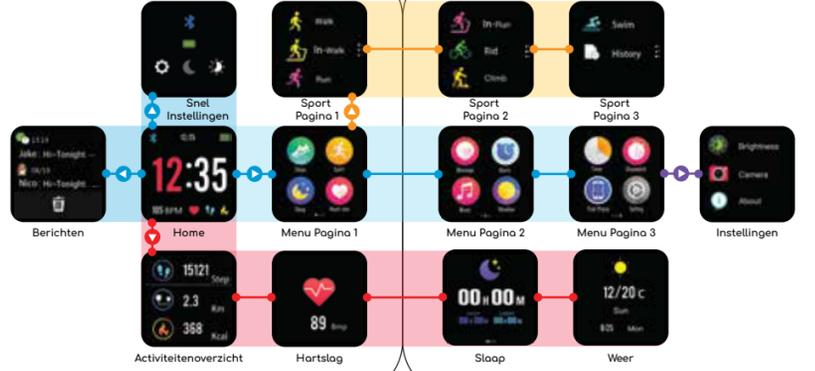 Walk
In-Walk
Run
In-Run
Rid
Climb
Swim
History
Snel
Instellingen
Sport
Pagina 1
Sport
Pagina 2
Sport
Pagina 3
Jake: Hi-Tonight
Nico: Hi-Tonight
12:35
105 BPM
Brightness
Camera
About
Berichten
Home
Menu Pagina 1
Menu Pagina 2
Menu Pagina 3
Instellingen
15121
Step
2.3
Km
368
Kcal
89 Bmp
00H00M
12/20 C
Sun
Mon
Activiteitenoverzicht
Hartslag
Slaap
Weer